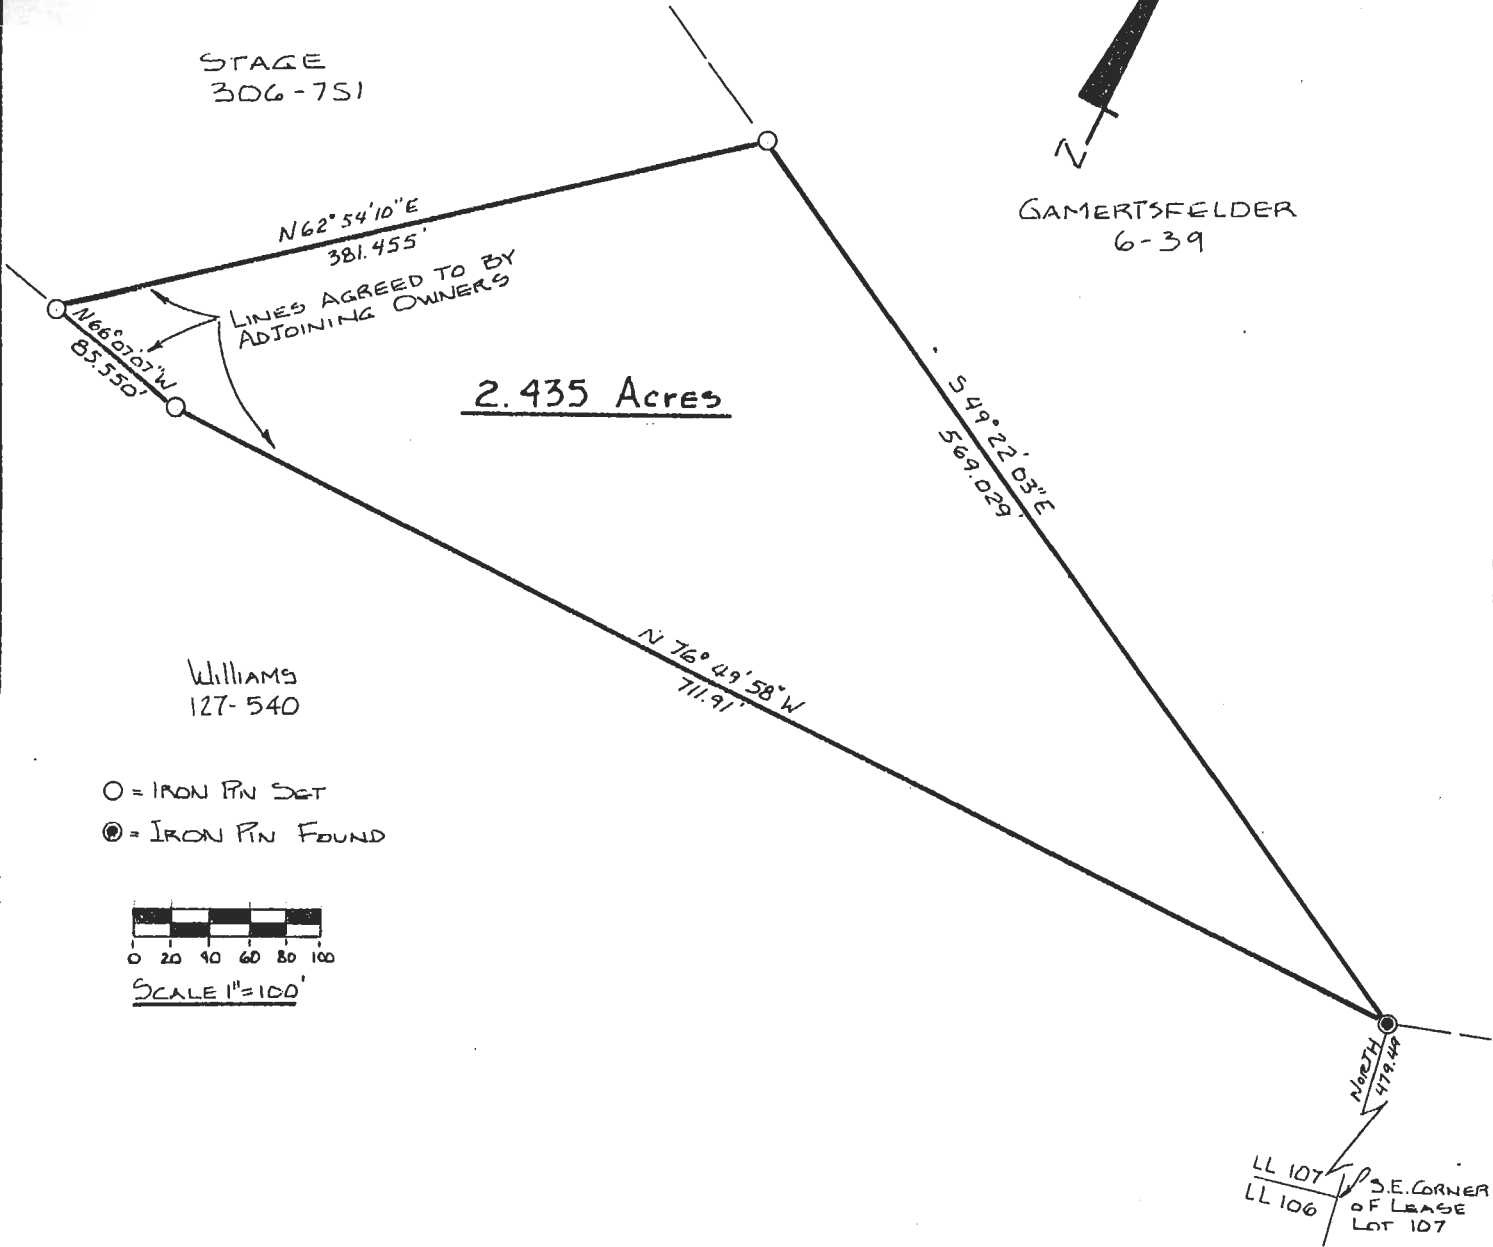 STAGE
306-751
N
GAMERTSFELDER
6-39
N62°54'10"E
381.455'
LINES AGREED TO BY
ADJOINING OWNERS
N66°07'07"W
85.550'
2.435 Acres
S49°22'03"E
569.029'
N 76°49'58"W
711.91'
WILLIAMS
127-540
= IRON PIN SET
= IRON PIN FOUND
0 20 40 60 80 100
SCALE 1"=100'
NORTH
479.49
LL 107
LL 106
S.E. CORNER
OF LEASE
LOT 107